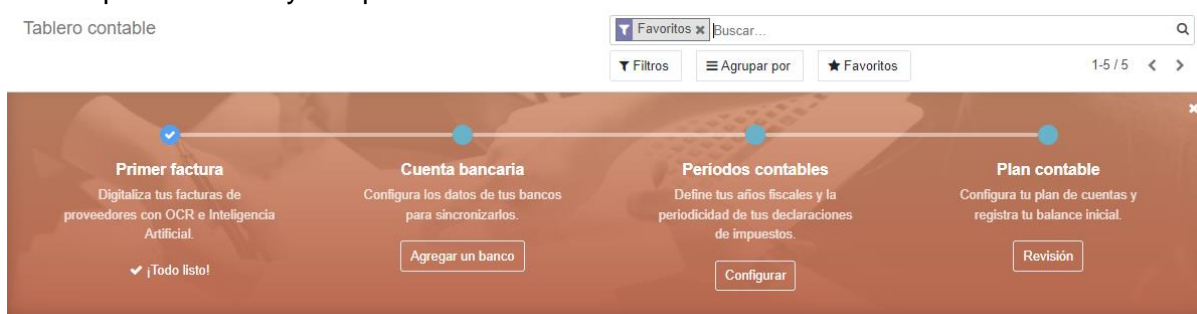 Tablero contable
Favoritos × Buscar...
Filtros Agrupar por Favoritos 1-5 / 5
Primer factura
Digitaliza tus facturas de
proveedores con OCR e Inteligencia
Artificial.
¡Todo listo!
Cuenta bancaria
Configura los datos de tus bancos
para sincronizarlos.
Agregar un banco
Períodos contables
Define tus años fiscales y la
periodicidad de tus declaraciones
de impuestos.
Configurar
Plan contable
Configura tu plan de cuentas y
registra tu balance inicial.
Revisión